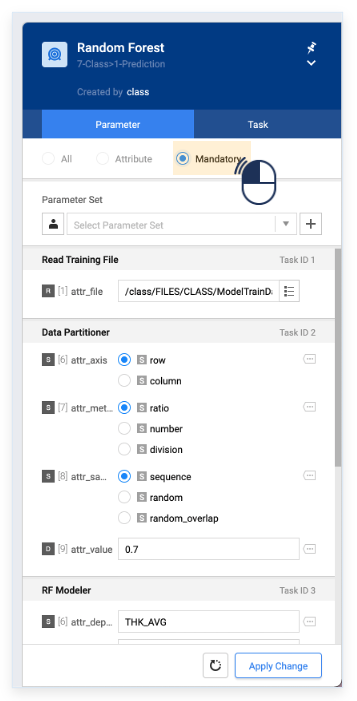 Random Forest
7-Class>1-Prediction
Created by class
Parameter Task
All Attribute Mandatory
Parameter Set
Select Parameter Set
Read Training File Task ID 1
R [1] attr_file /class/FILES/CLASS/ModelTrainDa
Data Partitioner Task ID 2
S [6] attr_axis S row
S column
S [7] attr_met... S ratio
S number
S division
S [8] attr_sa... S sequence
S random
S random_overlap
D [9] attr_value 0.7
RF Modeler Task ID 3
S [6] attr_dep... THK_AVG
Apply Change